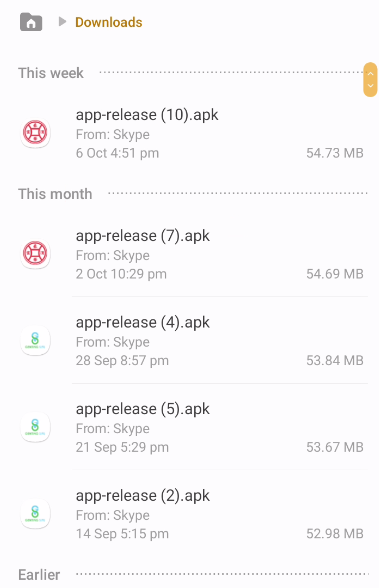 Downloads
This week
app-release (10).apk
From: Skype
6 Oct 4:51 pm 54.73 MB
This month
app-release (7).apk
From: Skype
2 Oct 10:29 pm 54.69 MB
app-release (4).apk
From: Skype
28 Sep 8:57 pm 53.84 MB
app-release (5).apk
From: Skype
21 Sep 5:29 pm 53.67 MB
app-release (2).apk
From: Skype
14 Sep 5:15 pm 52.98 MB
Earlier